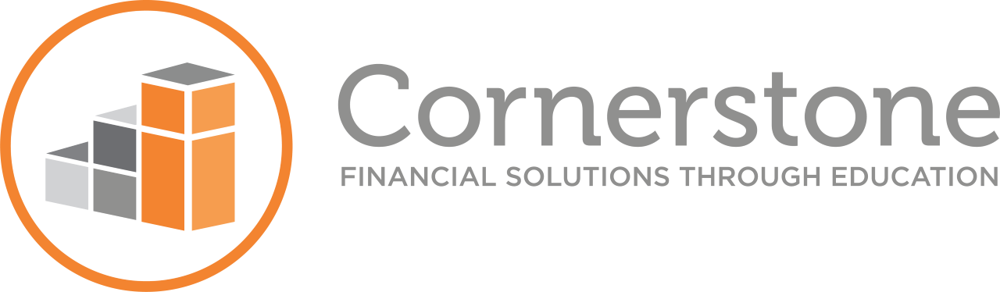 Cornerstone
FINANCIAL SOLUTIONS THROUGH EDUCATION